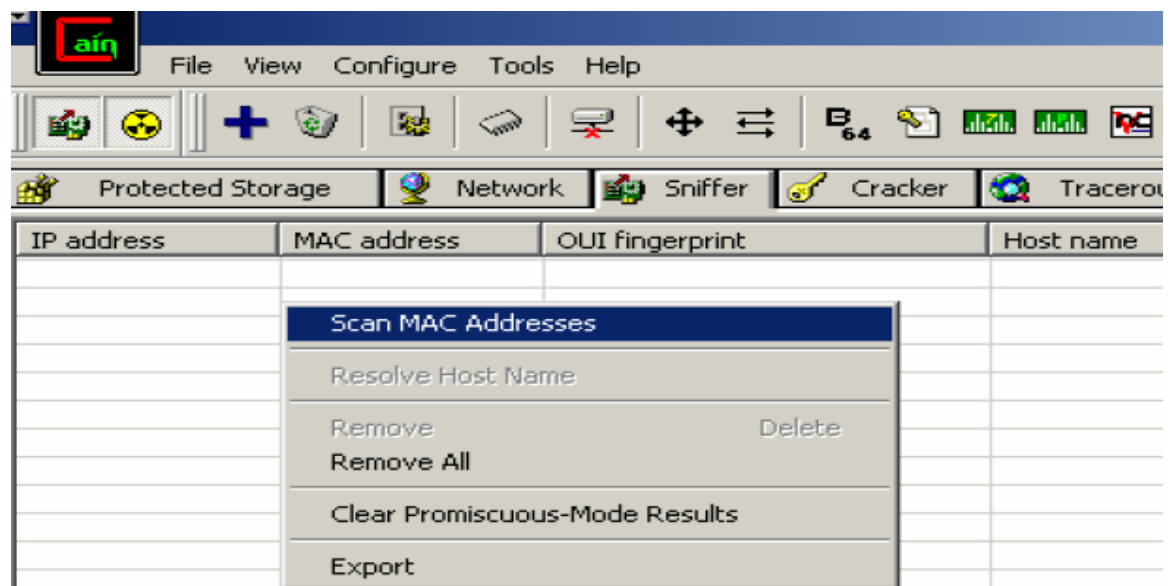 Cain
File View Configure Tools Help
B64
Protected Storage Network Sniffer Cracker Tracerou
IP address MAC address OUI fingerprint Host name
Scan MAC Addresses
Resolve Host Name
Remove Delete
Remove All
Clear Promiscuous-Mode Results
Export